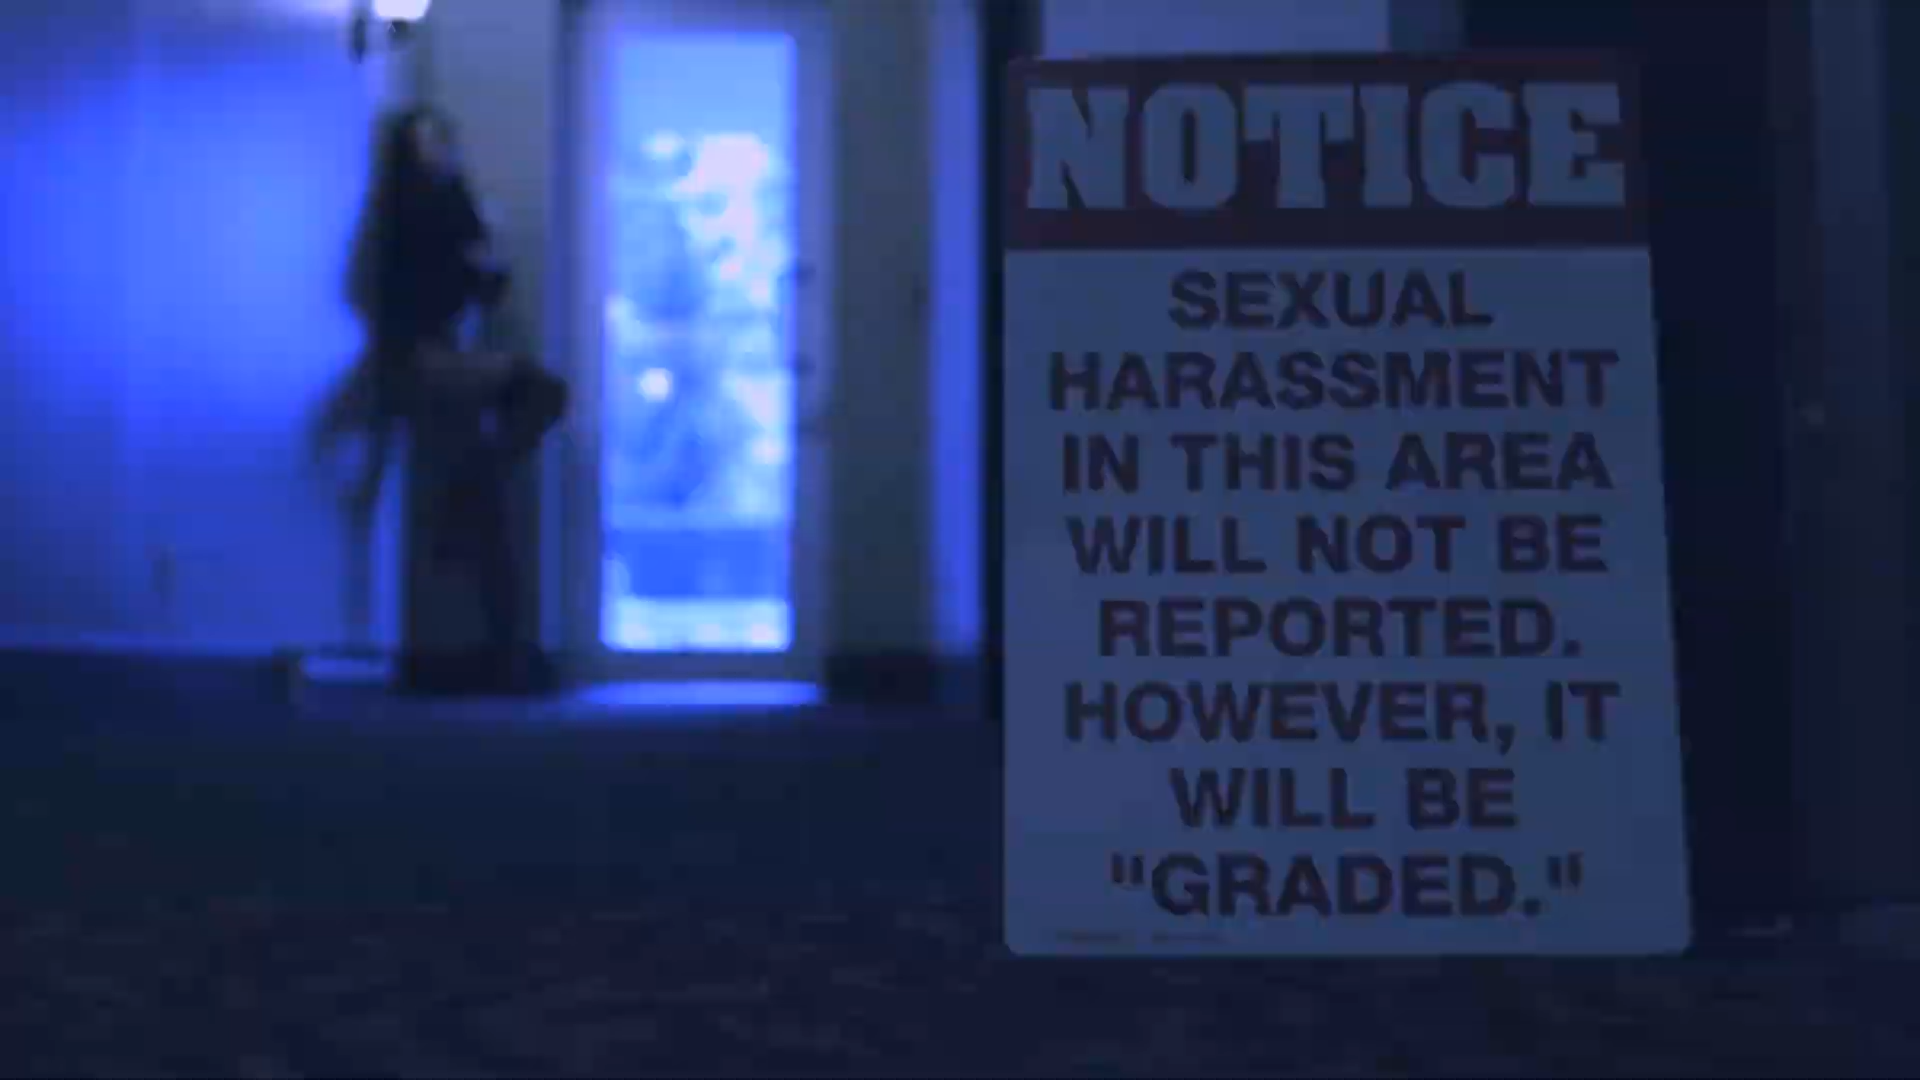 NOTICE
SEXUAL
HARASSMENT
IN THIS AREA
WILL NOT BE
REPORTED.
HOWEVER, IT
WILL BE
"GRADED."